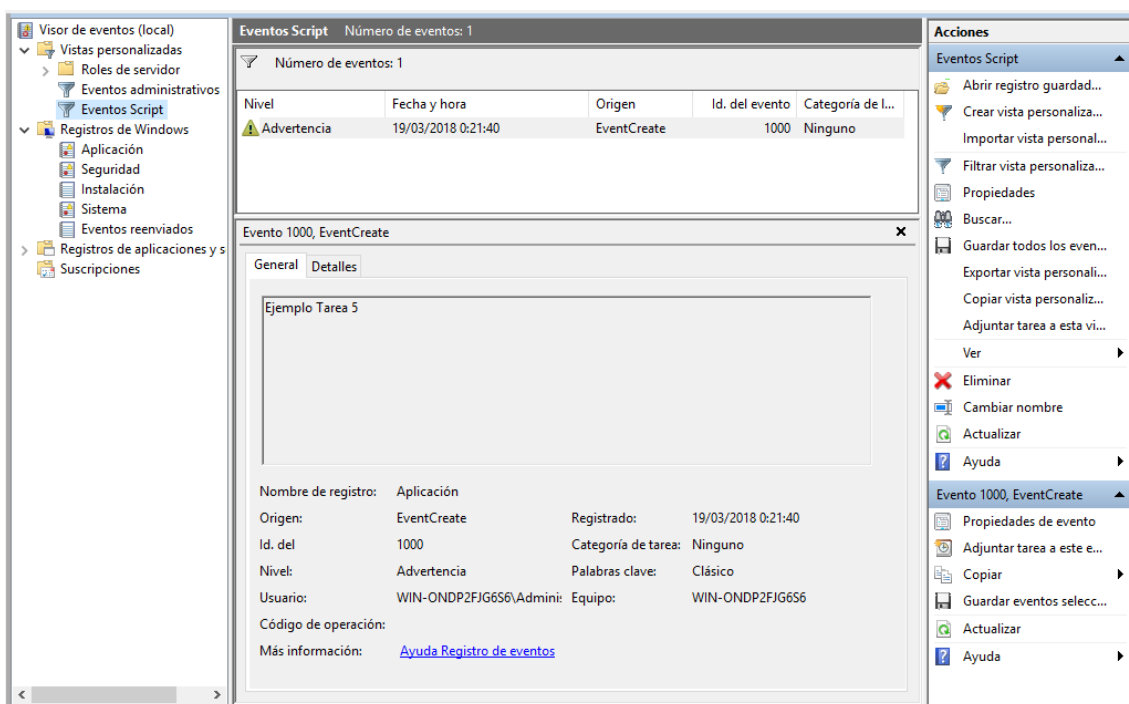 Visor de eventos (local)
Vistas personalizadas
Roles de servidor
Eventos administrativos
Eventos Script
Registros de Windows
Aplicación
Seguridad
Instalación
Sistema
Eventos reenviados
Registros de aplicaciones y s
Suscripciones
Eventos Script Número de eventos: 1
Número de eventos: 1
Nivel Fecha y hora Origen Id. del evento Categoría de l...
Advertencia 19/03/2018 0:21:40 EventCreate 1000 Ninguno
Evento 1000, EventCreate
General Detalles
Ejemplo Tarea 5
Nombre de registro: Aplicación
Origen: EventCreate Registrado: 19/03/2018 0:21:40
Id. del 1000 Categoría de tarea: Ninguno
Nivel: Advertencia Palabras clave: Clásico
Usuario: WIN-ONDP2FJG6S6\Admini: Equipo: WIN-ONDP2FJG6S6
Código de operación:
Más información: Ayuda Registro de eventos
Acciones
Eventos Script
Abrir registro guardad...
Crear vista personaliza...
Importar vista personal...
Filtrar vista personaliza...
Propiedades
Buscar...
Guardar todos los even...
Exportar vista personali...
Copiar vista personaliz...
Adjuntar tarea a esta vi...
Ver
Eliminar
Cambiar nombre
Actualizar
Ayuda
Evento 1000, EventCreate
Propiedades de evento
Adjuntar tarea a este e...
Copiar
Guardar eventos selecc...
Actualizar
Ayuda